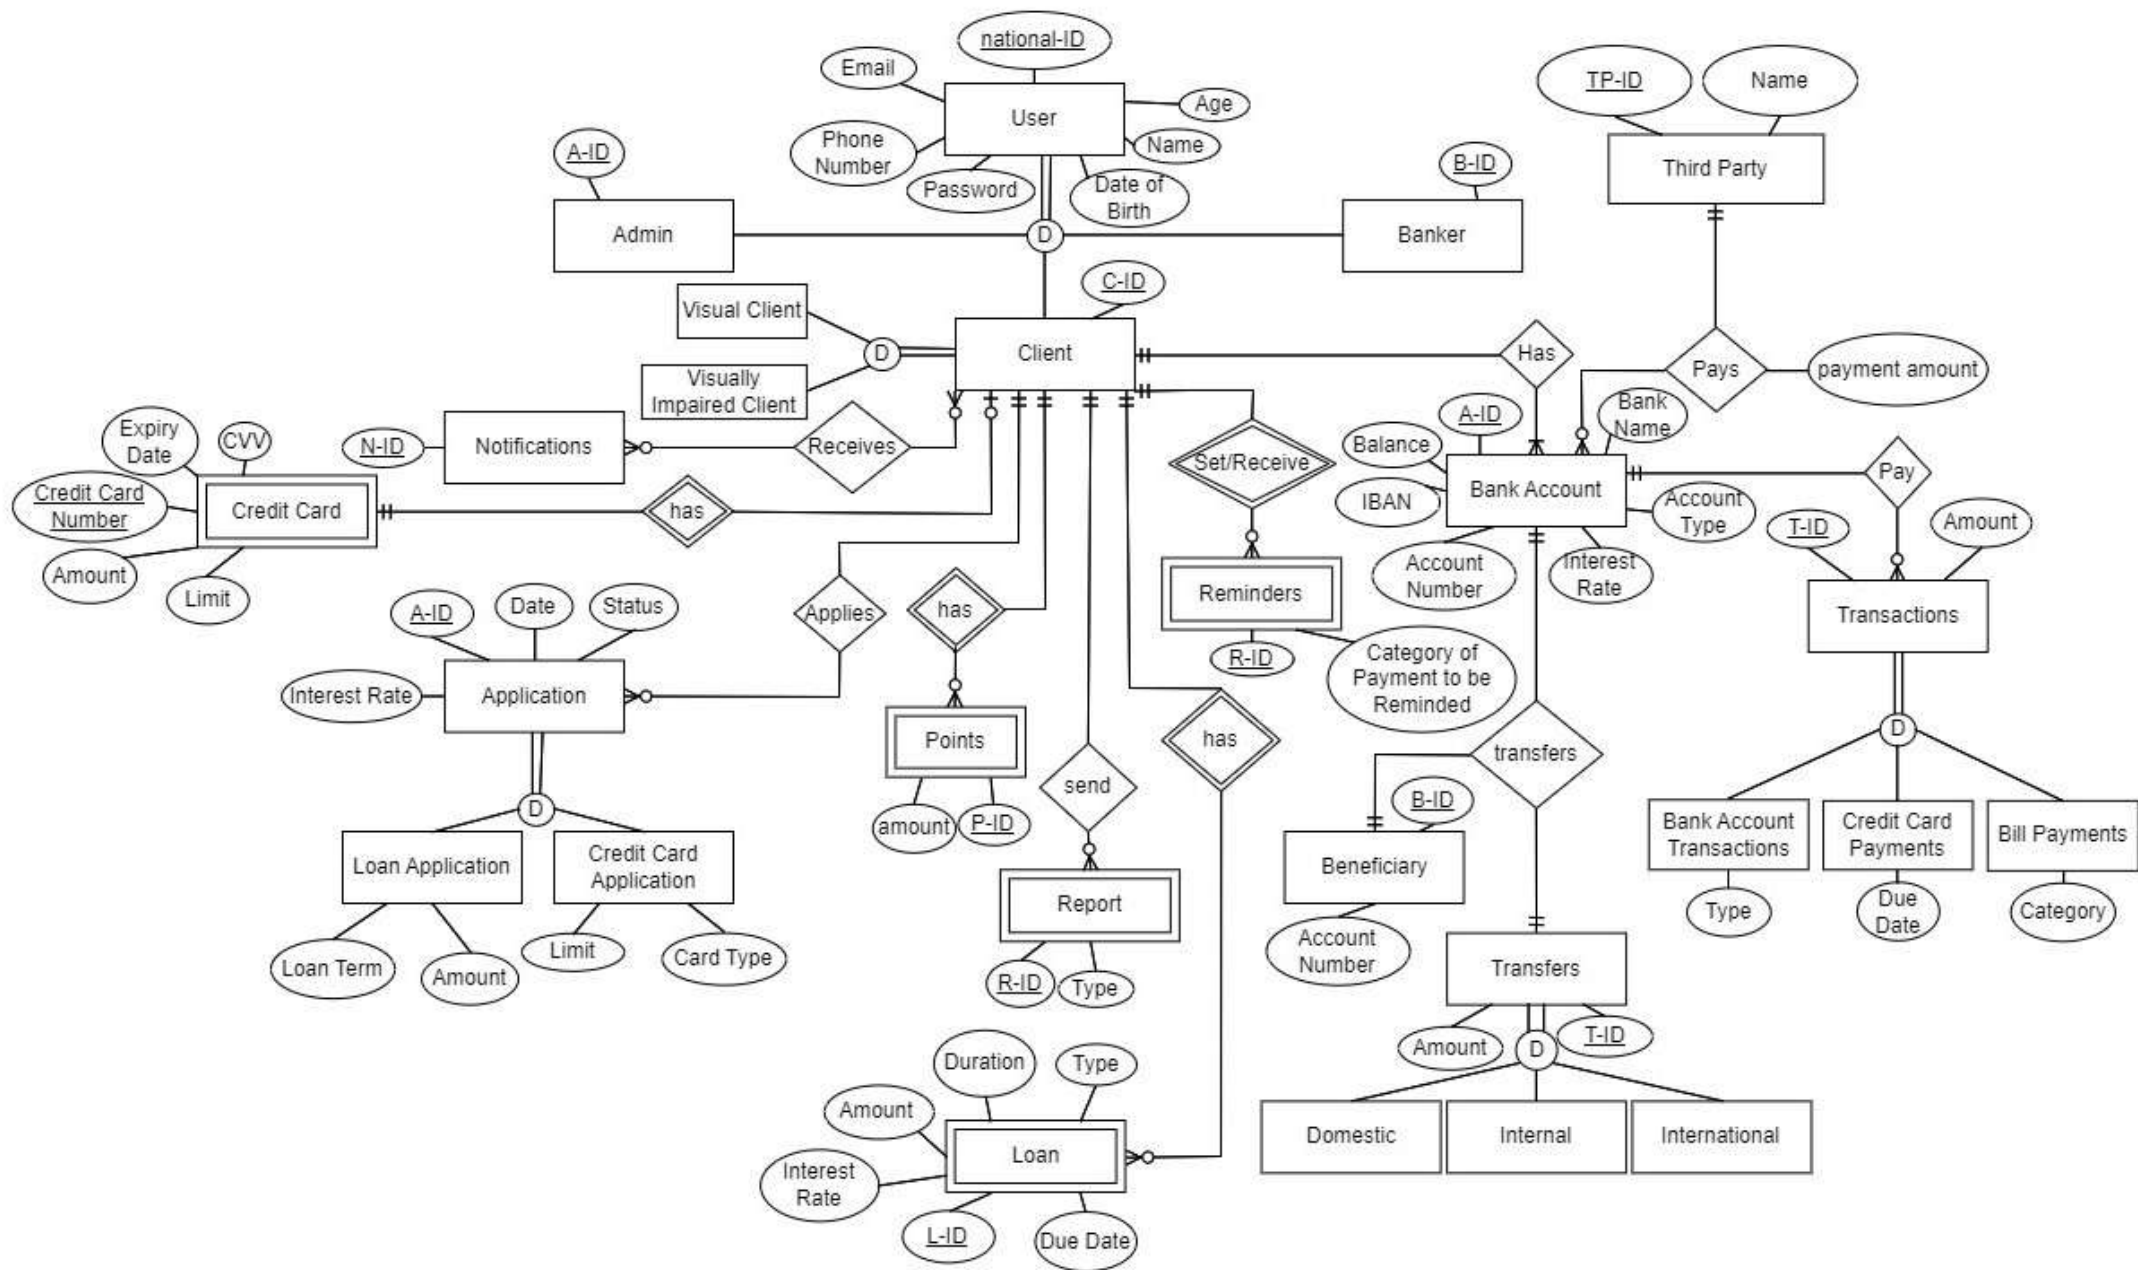 national-ID
Email
User
Age
Phone
Number
Name
Password
Date of
Birth
TP-ID
Name
Third Party
A-ID
Admin
D
B-ID
Banker
C-ID
Visual Client
D
Client
Visually
Impaired Client
Has
Pays
payment amount
Expiry
Date
CVV
N-ID
Notifications
Receives
Set/Receive
A-ID
Bank
Name
Balance
Bank Account
Pay
IBAN
Account
Type
Account
Number
Interest
Rate
Credit Card
Number
Credit Card
has
Amount
Limit
T-ID
Amount
Transactions
A-ID
Date
Status
Applies
has
Reminders
R-ID
Category of
Payment to be
Reminded
Interest Rate
Application
Points
has
amount
P-ID
send
transfers
D
D
Loan Application
Credit Card
Application
B-ID
Beneficiary
Bank Account
Transactions
Credit Card
Payments
Bill Payments
Loan Term
Amount
Limit
Card Type
Report
R-ID
Type
Account
Number
Type
Due
Date
Category
Transfers
Amount
D
T-ID
Duration
Type
Amount
Loan
Interest
Rate
L-ID
Due Date
Domestic
Internal
International